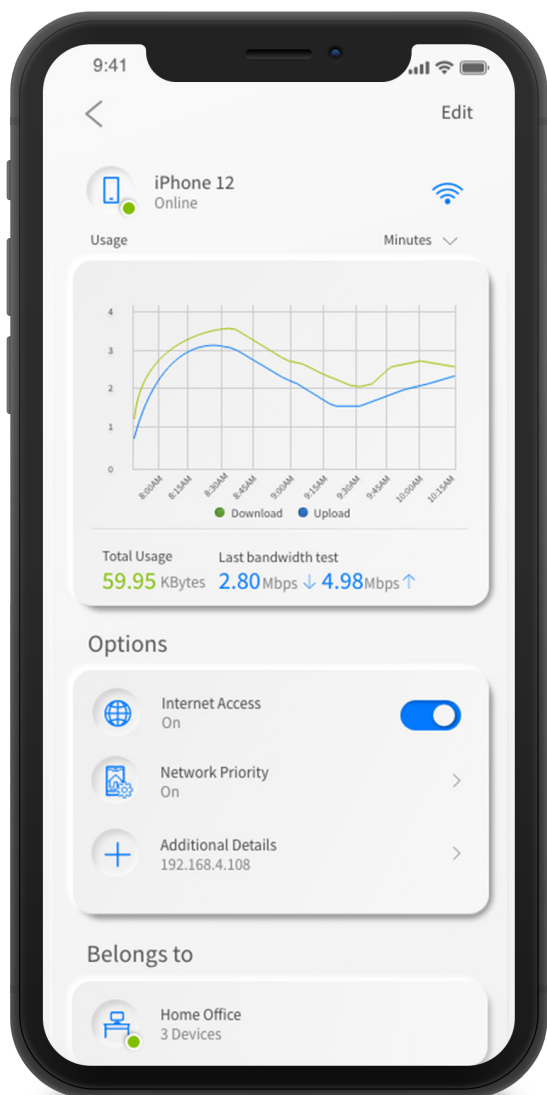 9:41
Edit
iPhone 12
Online
Usage
Minutes
4
3
2
1
0
8:00AM 8:15AM 8:30AM 8:45AM 9:00AM 9:15AM 9:30AM 9:45AM 10:00AM 10:15AM
Download Upload
Total Usage Last bandwidth test
59.95 KBytes 2.80 Mbps ↓ 4.98 Mbps ↑
Options
Internet Access
On
Network Priority
On
Additional Details
192.168.4.108
Belongs to
Home Office
3 Devices